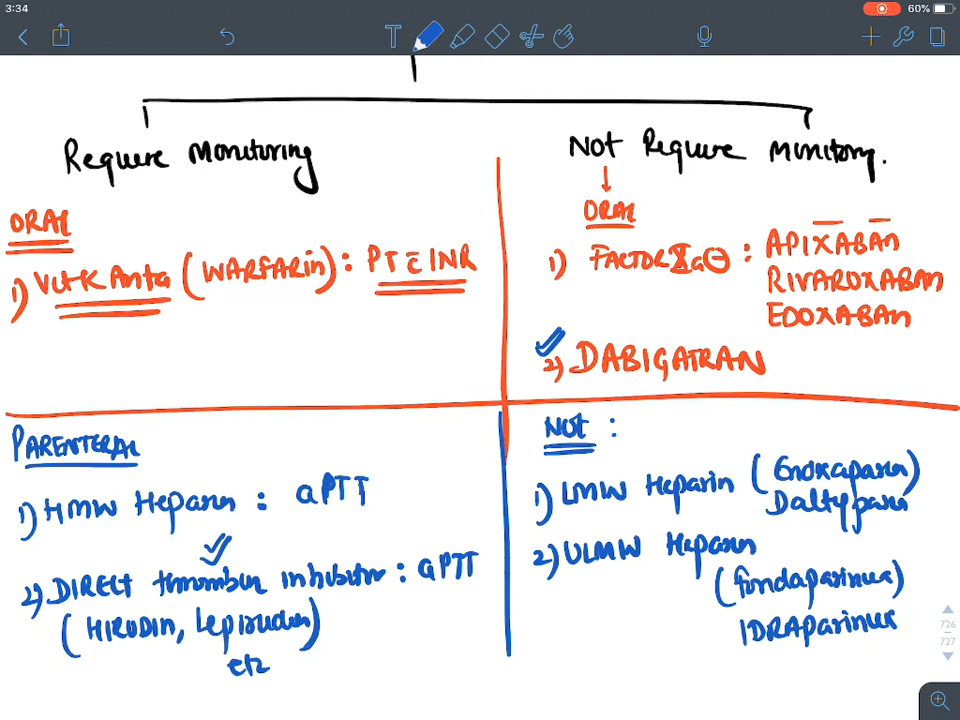 3:34
60%
T
Require Monitoring
ORAL
1) Vit K Anta (WARFARin) : PT c INR
NOT Require Monitory.
ORAL
1) FACTOR Xa⊖ : APIXABAN
RIVAROXABAN
EDOXABAN
2) DABIGATRAN
PARENTERAL
1) HMW Heparin : aPTT
2) DIRECT thrombin inhibitor : aPTT
(HIRUDIN, Lepirudin)
etc
NOT :
1) LMW Heparin (Enoxaparin)
Dalteparin
2) ULMW Heparin
(fondaparinux)
IDRAparinux
726
727